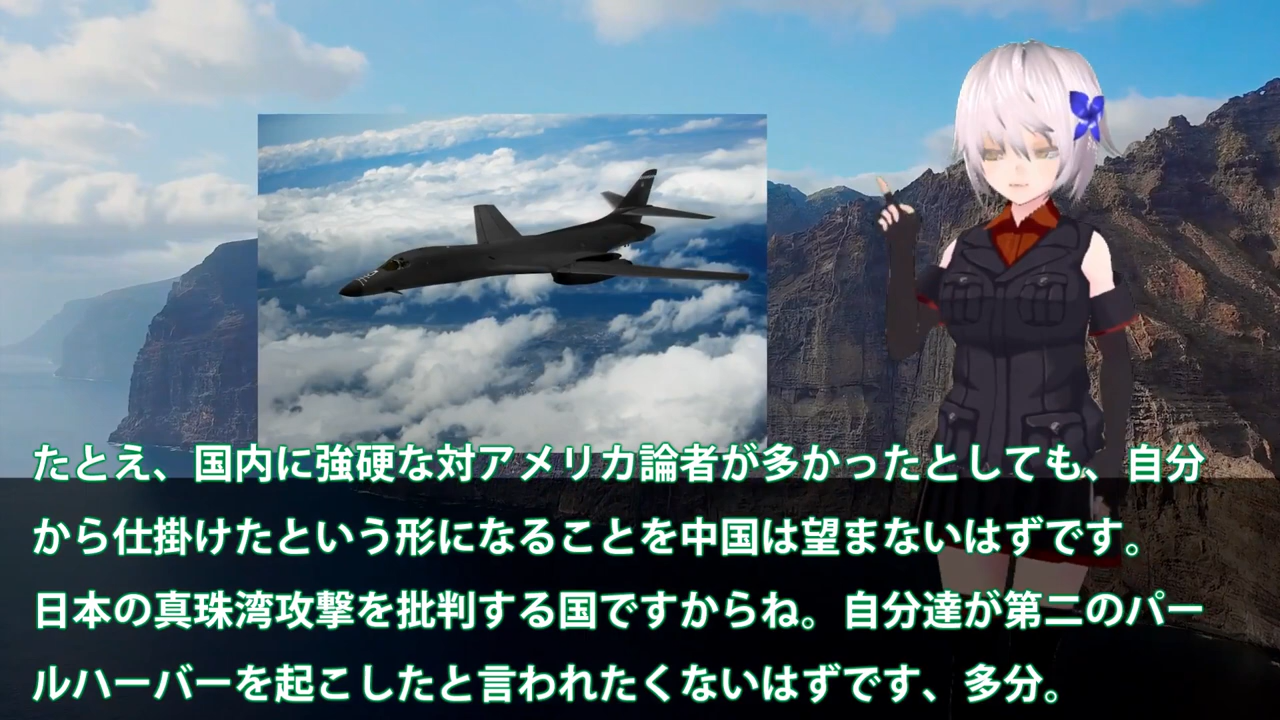 たとえ、国内に強硬な対アメリカ論者が多かったとしても、自分
から仕掛けたという形になることを中国は望まないはずです。
日本の真珠湾攻撃を批判する国ですからね。自分達が第二のパー
ルハーバーを起こしたと言われたくないはずです、多分。